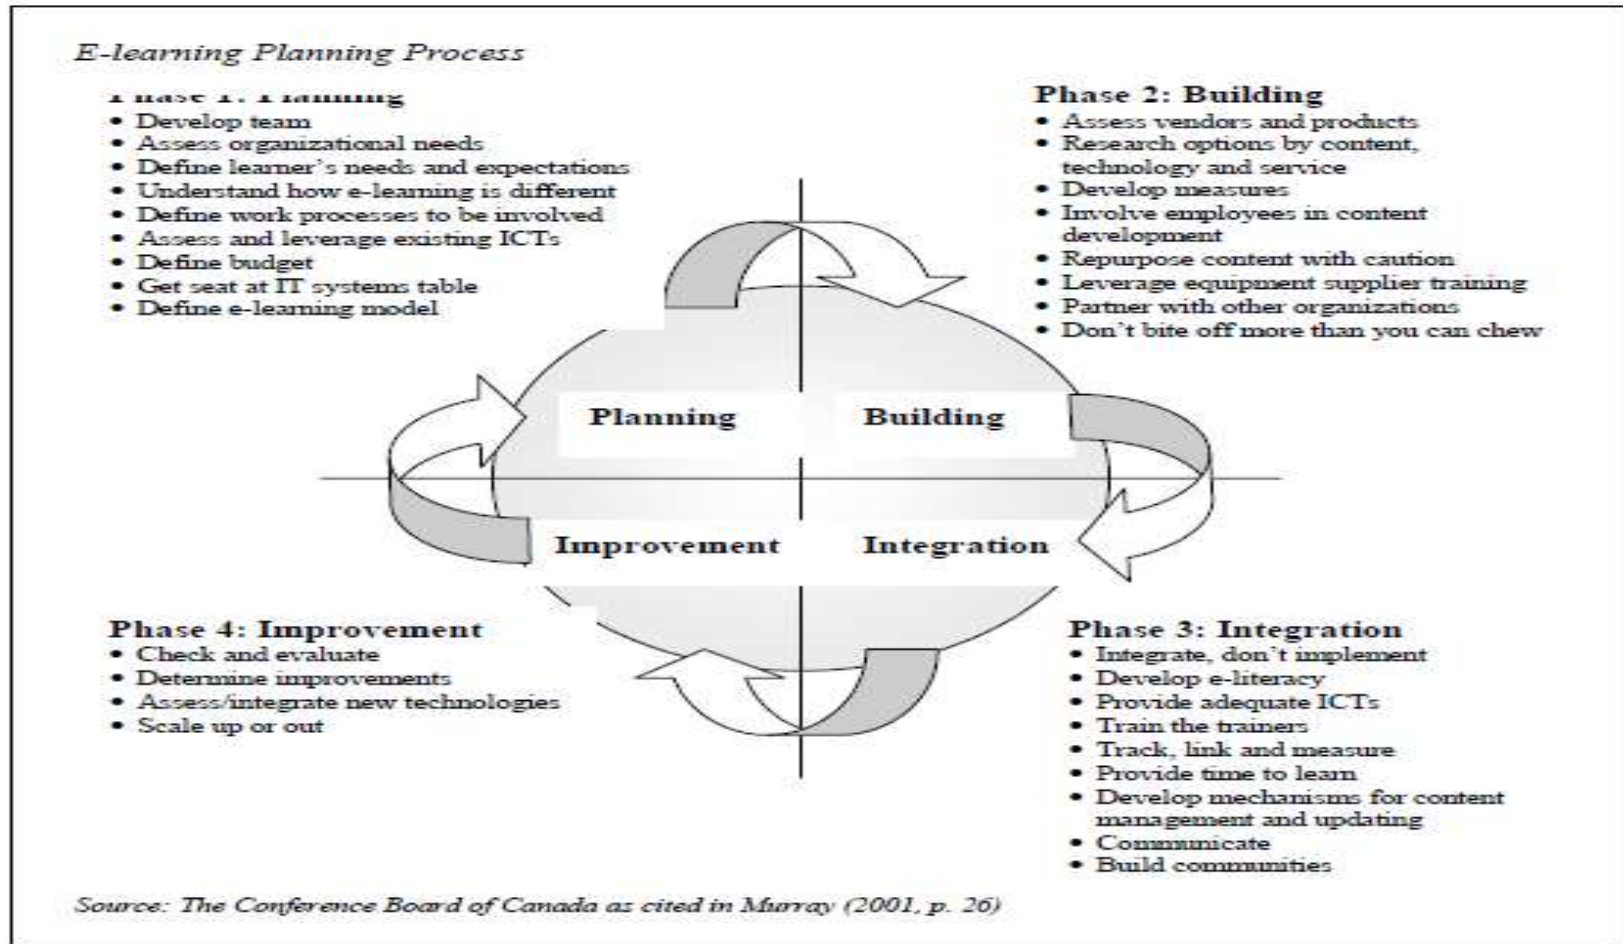 E-learning Planning Process
Phase 1: Planning
• Develop team
• Assess organizational needs
• Define learner's needs and expectations
• Understand how e-learning is different
• Define work processes to be involved
• Assess and leverage existing ICTs
• Define budget
• Get seat at IT systems table
• Define e-learning model
Phase 2: Building
• Assess vendors and products
• Research options by content,
technology and service
• Develop measures
• Involve employees in content
development
• Repurpose content with caution
• Leverage equipment supplier training
• Partner with other organizations
• Don't bite off more than you can chew
Planning
Building
Improvement
Integration
Phase 4: Improvement
• Check and evaluate
• Determine improvements
• Assess/integrate new technologies
• Scale up or out
Phase 3: Integration
• Integrate, don't implement
• Develop e-literacy
• Provide adequate ICTs
• Train the trainers
• Track, link and measure
• Provide time to learn
• Develop mechanisms for content
management and updating
• Communicate
• Build communities
Source: The Conference Board of Canada as cited in Murray (2001, p. 26)